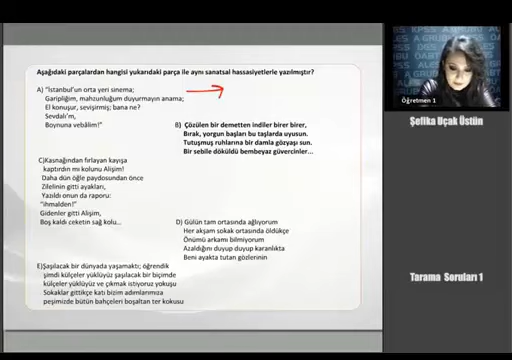 Aşağıdaki parçalardan hangisi yukarıdaki parça ile aynı sanatsal hassasiyetlerle yazılmıştır?
A) "İstanbul'un orta yeri sinema;
Garipliğim, mahzunluğum duyurmayın anama;
El konuşur, sevişirmiş; bana ne?
Sevdalı'm,
Boynuna vebâlim!"
B) Çözülen bir demetten indiler birer birer,
Bırak, yorgun başları bu taşlarda uyusun.
Tutuşmuş ruhlarına bir damla gözyaşı sun.
Bir sebile döküldü bembeyaz güvercinler...
C)Kasnağından fırlayan kayışa
kaptırdın mı kolunu Alişim!
Daha dün öğle paydosundan önce
Zilelinin gitti ayakları,
Yazıldı onun da raporu:
"ihmalden!"
Gidenler gitti Alişim,
Boş kaldı ceketin sağ kolu...
D) Gülün tam ortasında ağlıyorum
Her akşam sokak ortasında öldükçe
Önümü arkamı bilmiyorum
Azaldığını duyup duyup karanlıkta
Beni ayakta tutan gözlerinin
E)Şaşılacak bir dünyada yaşamaktı; öğrendik
şimdi külçeler yüklüyüz şaşılacak bir biçimde
külçeler yüklüyüz ve çıkmak istiyoruz yokuşu
Sokaklar gittikçe katı bizim adımlarımıza
peşimizde bütün bahçeleri boşaltan ter kokusu
Öğretmen 1
Şefika Uçak Üstün
Tarama Soruları 1